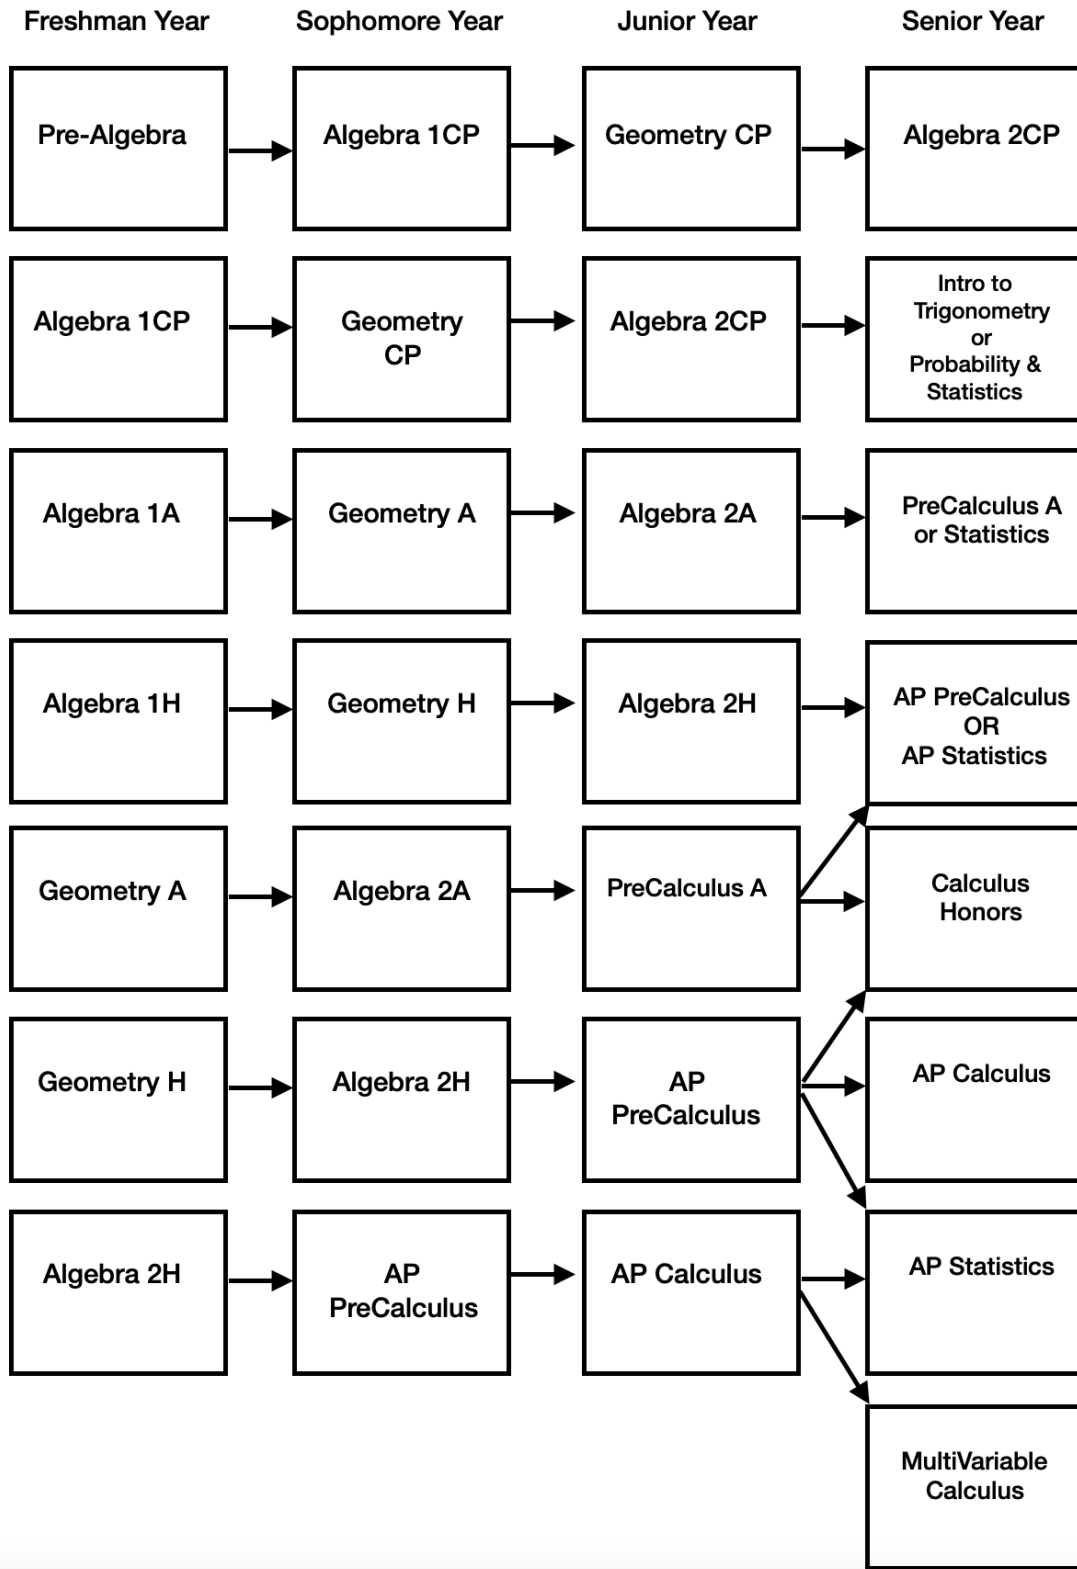 Freshman Year
Sophomore Year
Junior Year
Senior Year
Pre-Algebra
Algebra 1CP
Geometry CP
Algebra 2CP
Algebra 1CP
Geometry
CP
Algebra 2CP
Intro to
Trigonometry
or
Probability &
Statistics
Algebra 1A
Geometry A
Algebra 2A
PreCalculus A
or Statistics
Algebra 1H
Geometry H
Algebra 2H
AP PreCalculus
OR
AP Statistics
Geometry A
Algebra 2A
PreCalculus A
Calculus
Honors
Geometry H
Algebra 2H
AP
PreCalculus
AP Calculus
Algebra 2H
AP
PreCalculus
AP Calculus
AP Statistics
MultiVariable
Calculus